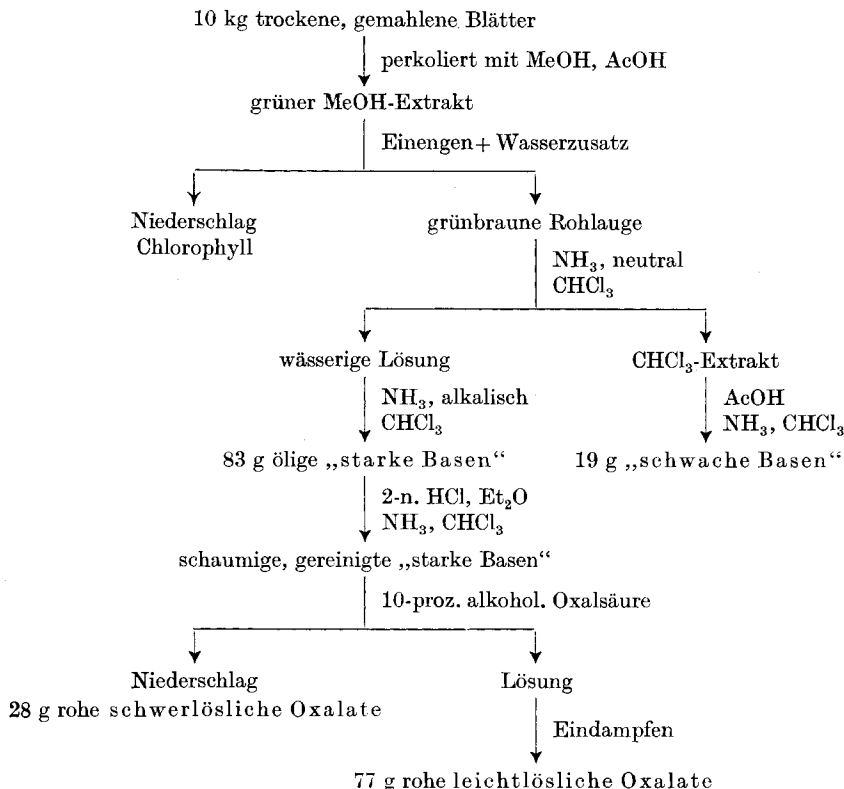 10 kg trockene, gemahlene Blätter
perkoliert mit MeOH, AcOH
grüner MeOH-Extrakt
Einengen + Wasserzusatz
Niederschlag
Chlorophyll
grünbraune Rohlauge
NH₃, neutral
CHCl₃
wässerige Lösung
CHCl₃-Extrakt
NH₃, alkalisch
CHCl₃
AcOH
NH₃, CHCl₃
83 g ölige „starke Basen“
19 g „schwache Basen“
2-n. HCl, Et₂O
NH₃, CHCl₃
schaumige, gereinigte „starke Basen“
10-proz. alkohol. Oxalsäure
Niederschlag
28 g rohe schwerlösliche Oxalate
Lösung
Eindampfen
77 g rohe leichtlösliche Oxalate